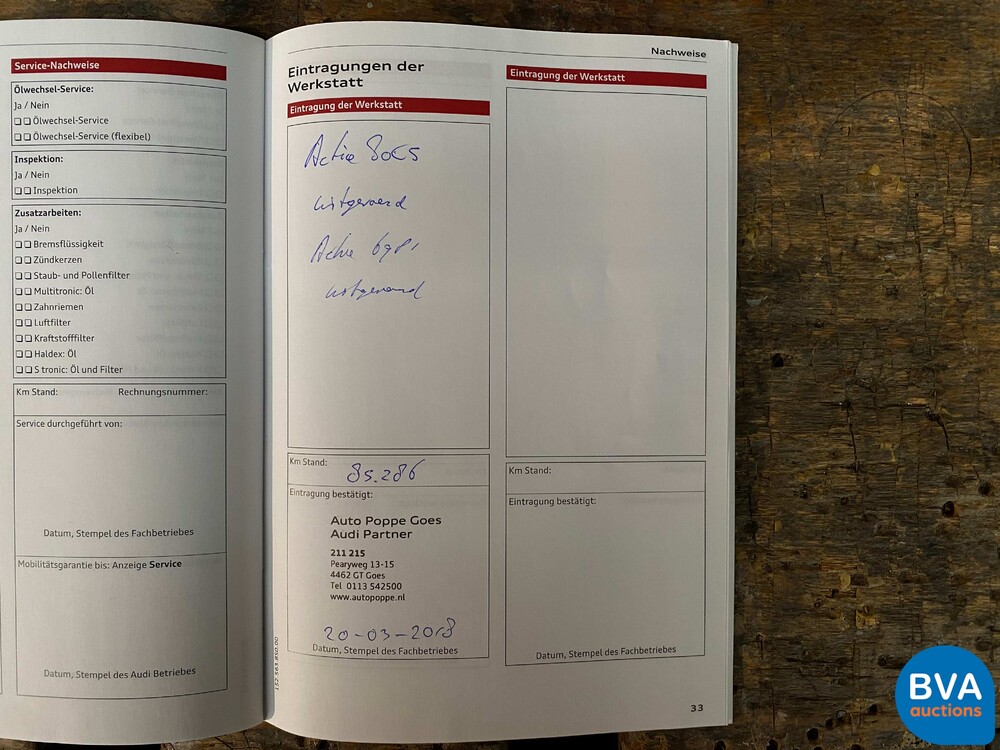 Service-Nachweise
Ölwechsel-Service:
Ja / Nein
❑ ❑ Ölwechsel-Service
❑ ❑ Ölwechsel-Service (flexibel)
Inspektion:
Ja / Nein
❑ ❑ Inspektion
Zusatzarbeiten:
Ja / Nein
❑ ❑ Bremsflüssigkeit
❑ ❑ Zündkerzen
❑ ❑ Staub- und Pollenfilter
❑ ❑ Multitronic: Öl
❑ ❑ Zahnriemen
❑ ❑ Luftfilter
❑ ❑ Kraftstofffilter
❑ ❑ Haldex: Öl
❑ ❑ S tronic: Öl und Filter
Km Stand: Rechnungsnummer:
Service durchgeführt von:
Datum, Stempel des Fachbetriebes
Mobilitätsgarantie bis: Anzeige Service
Datum, Stempel des Audi Betriebes
Nachweise
Eintragungen der
Werkstatt
Eintragung der Werkstatt
Actie
uitgevoerd
Actie
uitgevoerd
Km Stand: 85.286
Eintragung bestätigt:
Auto Poppe Goes
Audi Partner
211 215
Pearyweg 13-15
4462 GT Goes
Tel 0113 542500
www.autopoppe.nl
20-03-2018
Datum, Stempel des Fachbetriebes
152.563.850.00
Eintragung der Werkstatt
Km Stand:
Eintragung bestätigt:
Datum, Stempel des Fachbetriebes
33
BVA
auctions